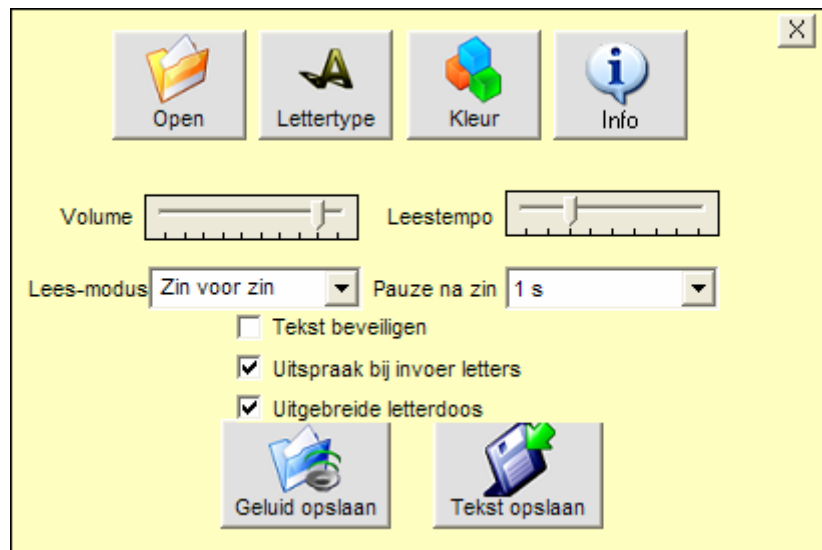 X
Open Lettertype Kleur Info
Volume Leestempo
Lees-modus Zin voor zin Pauze na zin 1 s
Tekst beveiligen
Uitspraak bij invoer letters
Uitgebreide letterdoos
Geluid opslaan Tekst opslaan